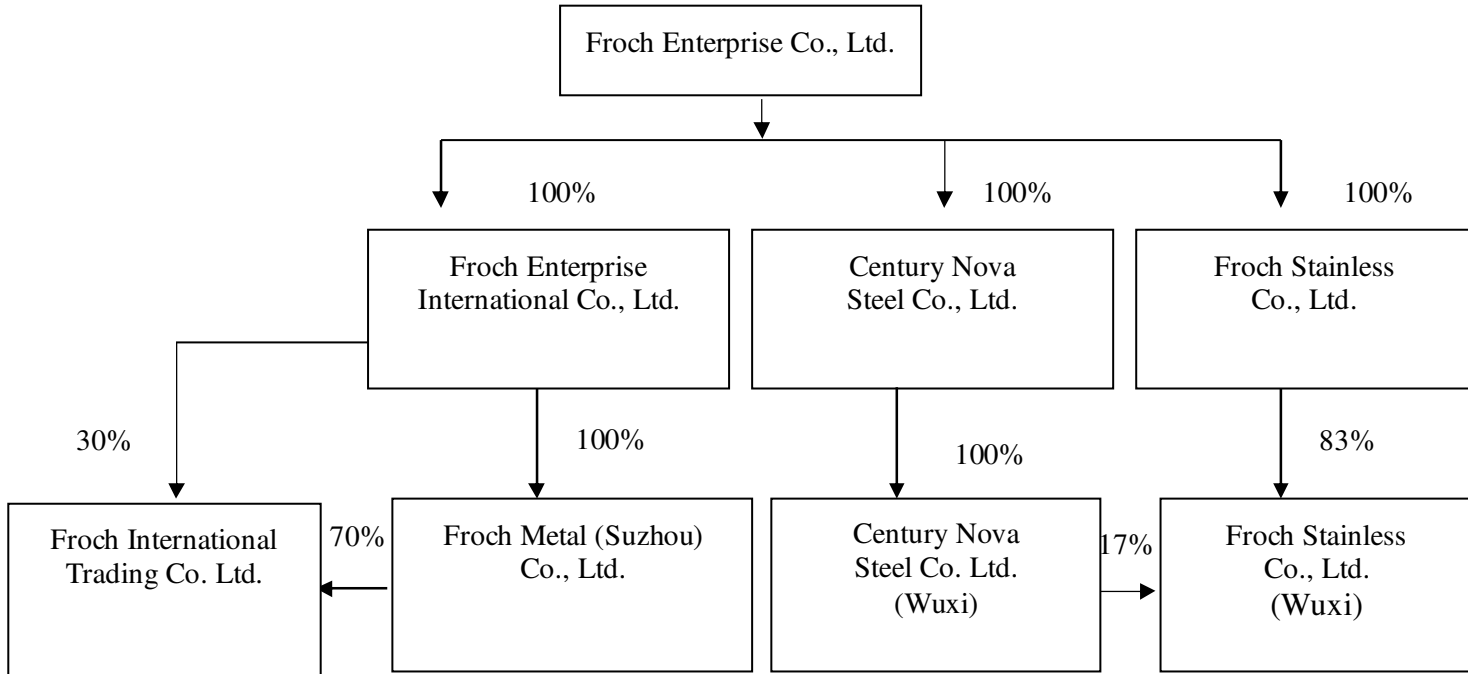 Froch Enterprise Co., Ltd.
100%
100%
100%
Froch Enterprise
International Co., Ltd.
Century Nova
Steel Co., Ltd.
Froch Stainless
Co., Ltd.
30%
100%
100%
83%
Froch International
Trading Co. Ltd.
70%
Froch Metal (Suzhou)
Co., Ltd.
Century Nova
Steel Co. Ltd.
(Wuxi)
17%
Froch Stainless
Co., Ltd.
(Wuxi)